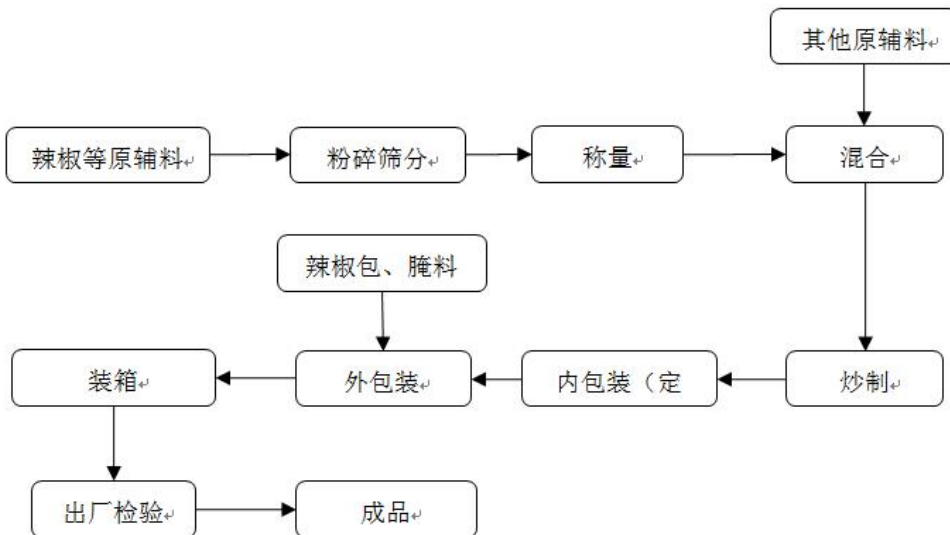 其他原辅料
辣椒等原辅料
粉碎筛分
称量
混合
辣椒包、腌料
装箱
外包装
内包装（定
炒制
出厂检验
成品